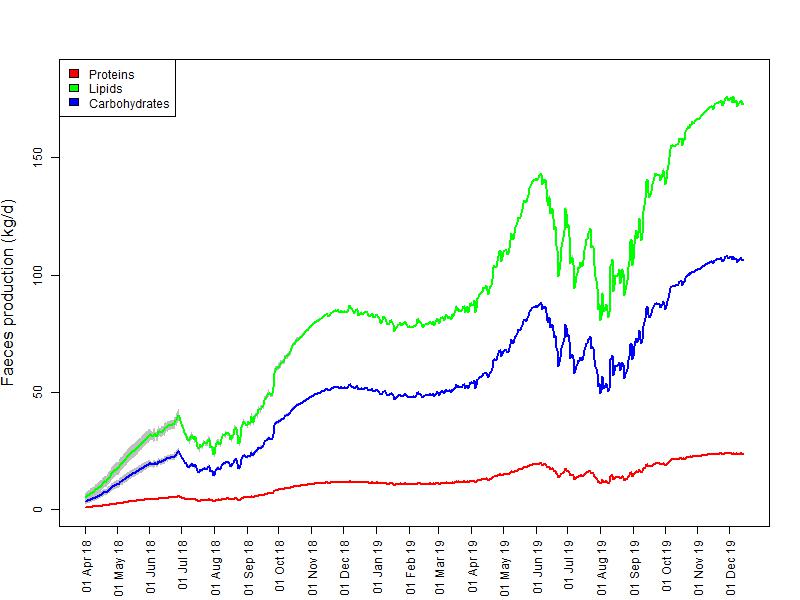 Proteins
Lipids
Carbohydrates
Faeces production (kg/d)
150
100
50
0
01 Apr 18
01 May 18
01 Jun 18
01 Jul 18
01 Aug 18
01 Sep 18
01 Oct 18
01 Nov 18
01 Dec 18
01 Jan 19
01 Feb 19
01 Mar 19
01 Apr 19
01 May 19
01 Jun 19
01 Jul 19
01 Aug 19
01 Sep 19
01 Oct 19
01 Nov 19
01 Dec 19